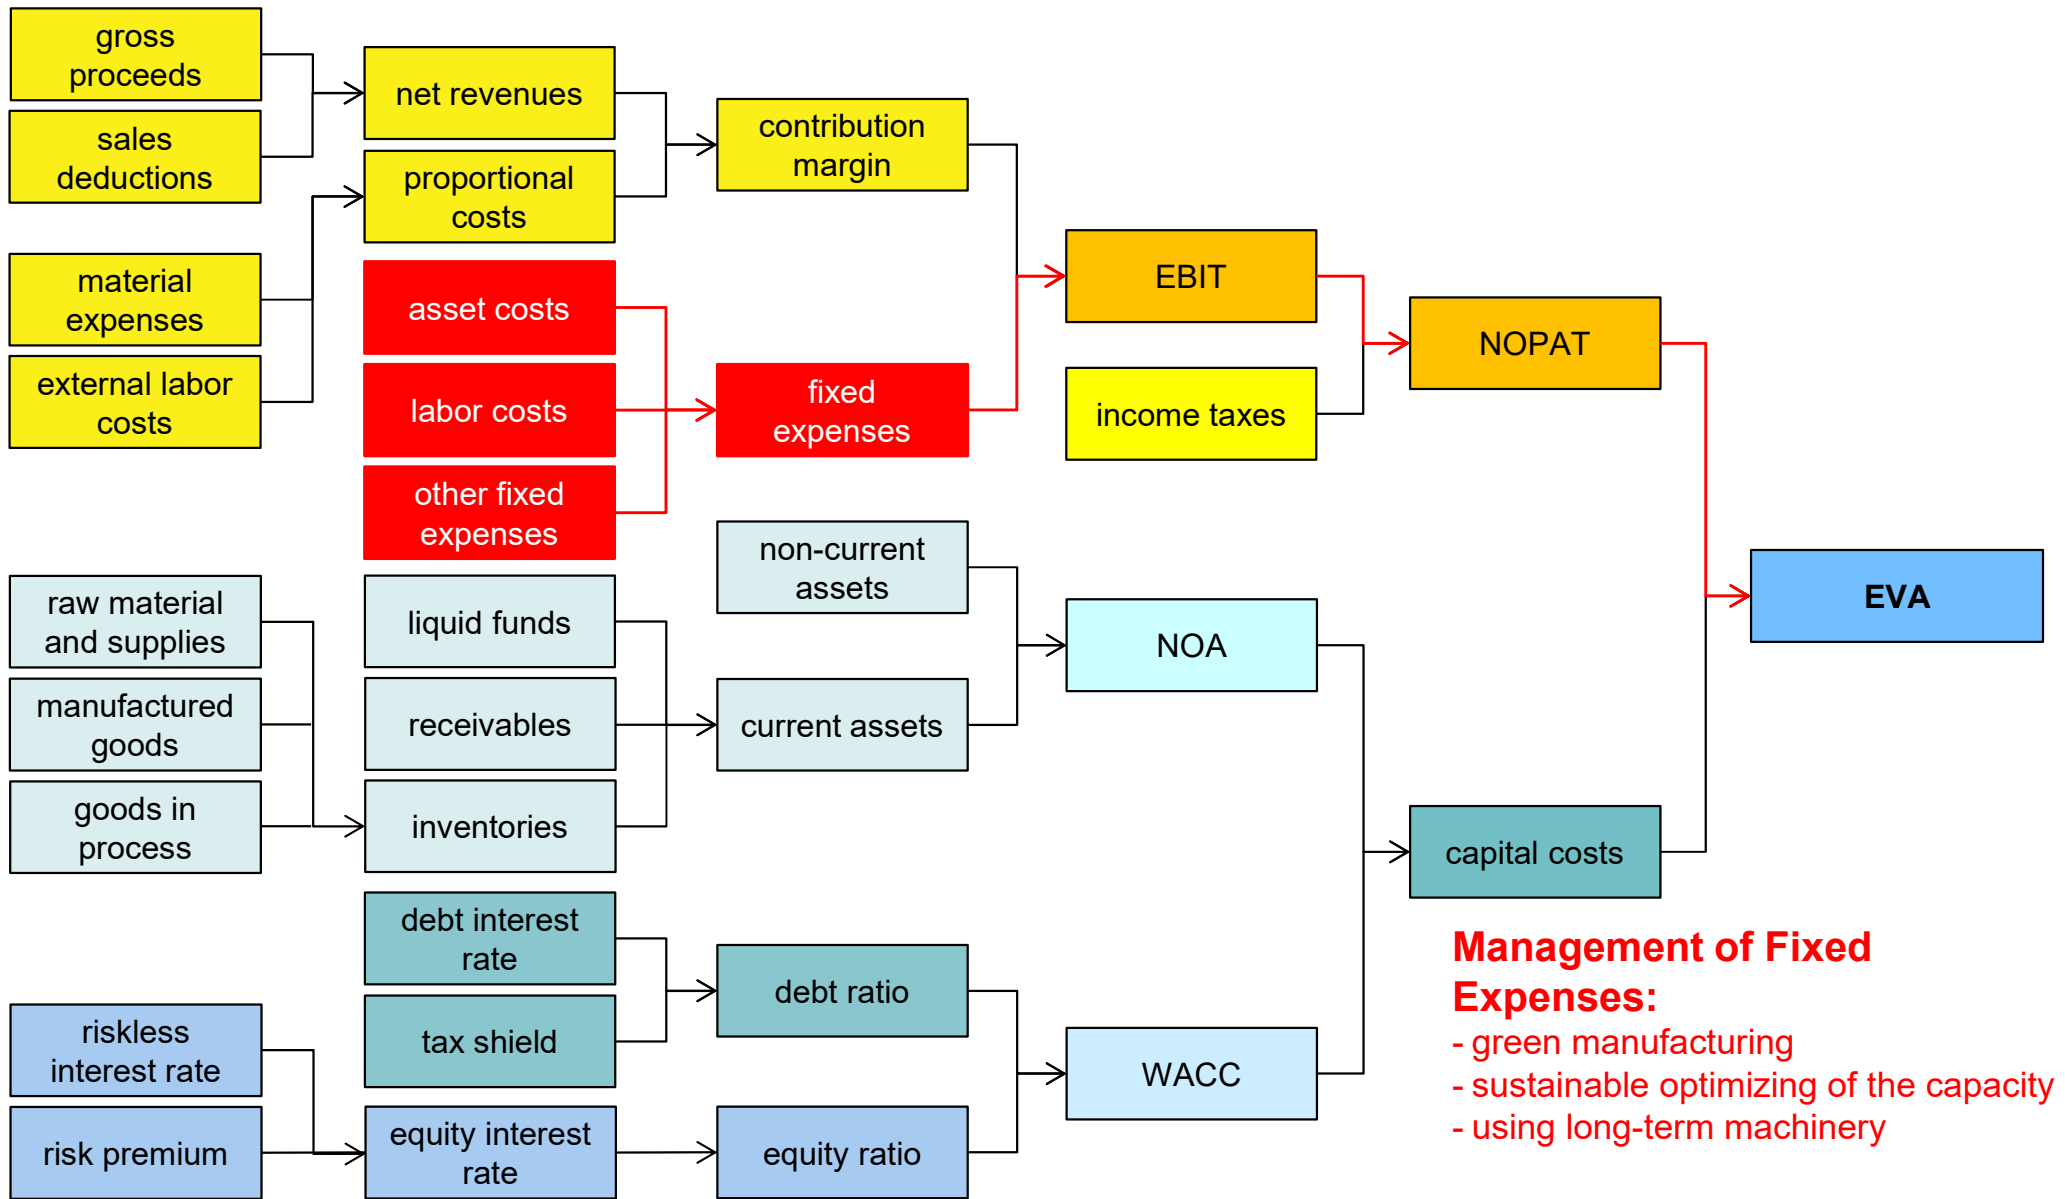 gross
proceeds
sales
deductions
material
expenses
external labor
costs
raw material
and supplies
manufactured
goods
goods in
process
riskless
interest rate
risk premium
net revenues
proportional
costs
asset costs
labor costs
other fixed
expenses
liquid funds
receivables
inventories
debt interest
rate
tax shield
equity interest
rate
contribution
margin
fixed
expenses
non-current
assets
current assets
debt ratio
equity ratio
EBIT
income taxes
NOA
WACC
NOPAT
capital costs
EVA
Management of Fixed
Expenses:
- green manufacturing
- sustainable optimizing of the capacity
- using long-term machinery